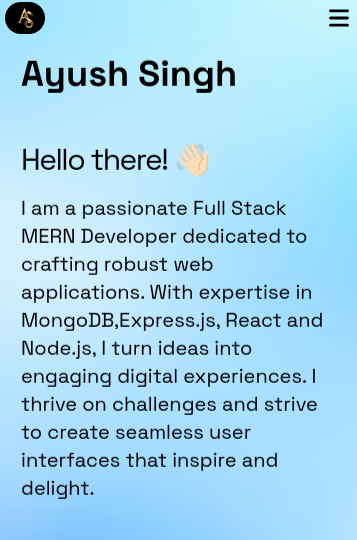 AS
Ayush Singh
Hello there! 👋🏻
I am a passionate Full Stack
MERN Developer dedicated to
crafting robust web
applications. With expertise in
MongoDB,Express.js, React and
Node.js, I turn ideas into
engaging digital experiences. I
thrive on challenges and strive
to create seamless user
interfaces that inspire and
delight.